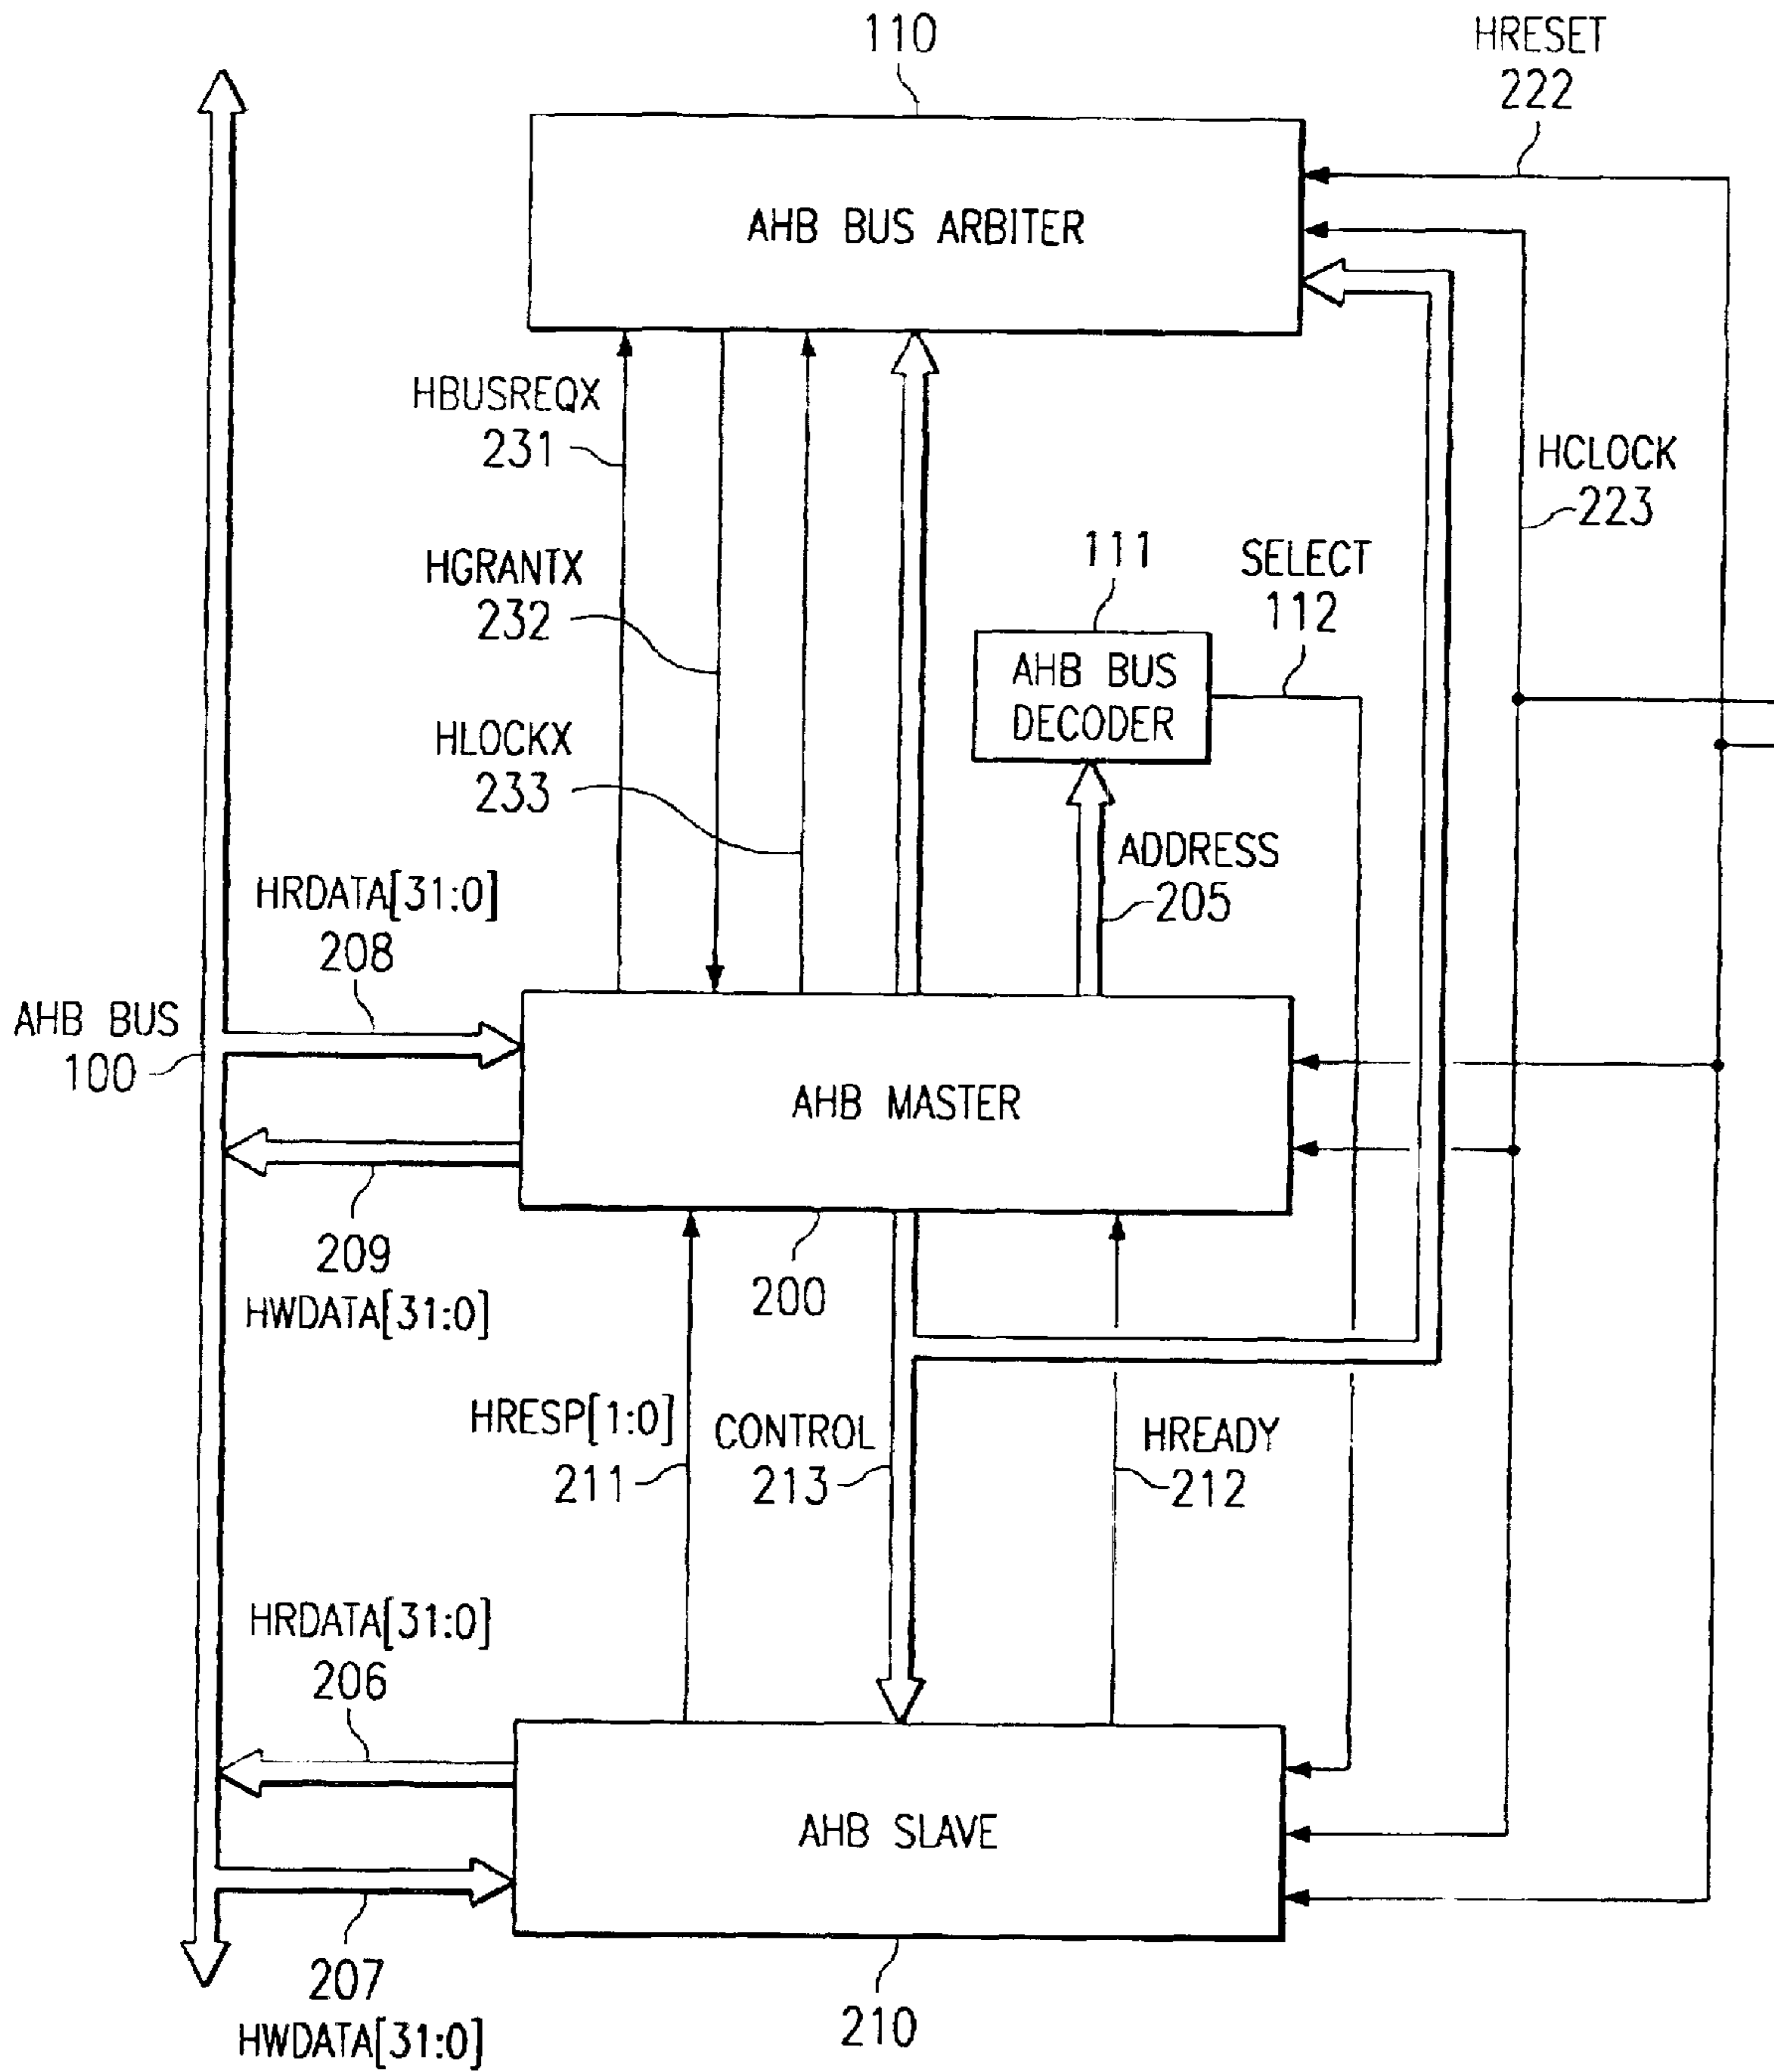 110
HRESET
222
AHB BUS ARBITER
HBUSREQX
231
HCLOCK
223
HGRANTX
232
111
SELECT
112
AHB BUS
DECODER
HLOCKX
233
ADDRESS
205
HRDATA[31:0]
208
AHB BUS
100
AHB MASTER
209
HWDATA[31:0]
200
HRESP[1:0]
211
CONTROL
213
HREADY
212
HRDATA[31:0]
206
AHB SLAVE
207
HWDATA[31:0]
210